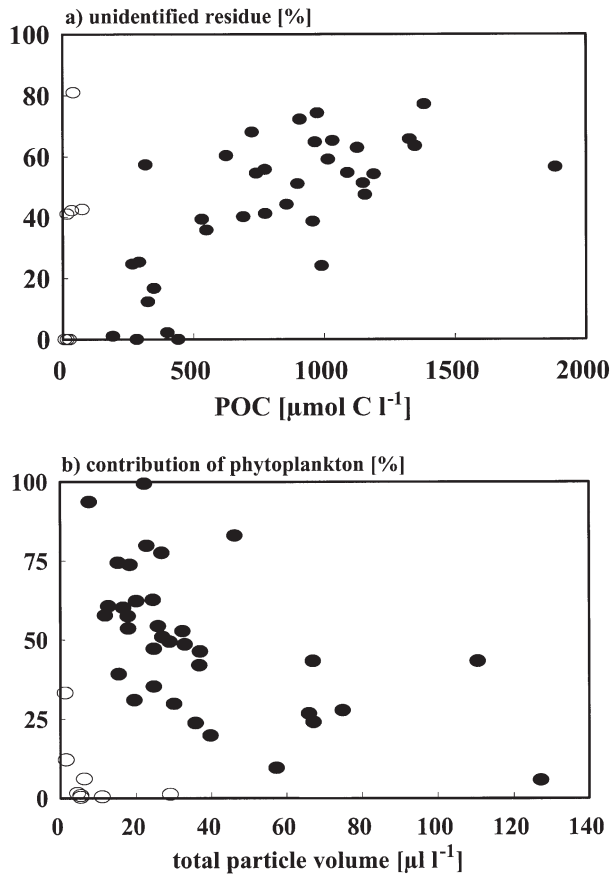 a) unidentified residue [%]
100
80
60
40
20
0
0 500 1000 1500 2000
POC [µmol C l-1]
b) contribution of phytoplankton [%]
100
75
50
25
0
0 20 40 60 80 100 120 140
total particle volume [µl l-1]